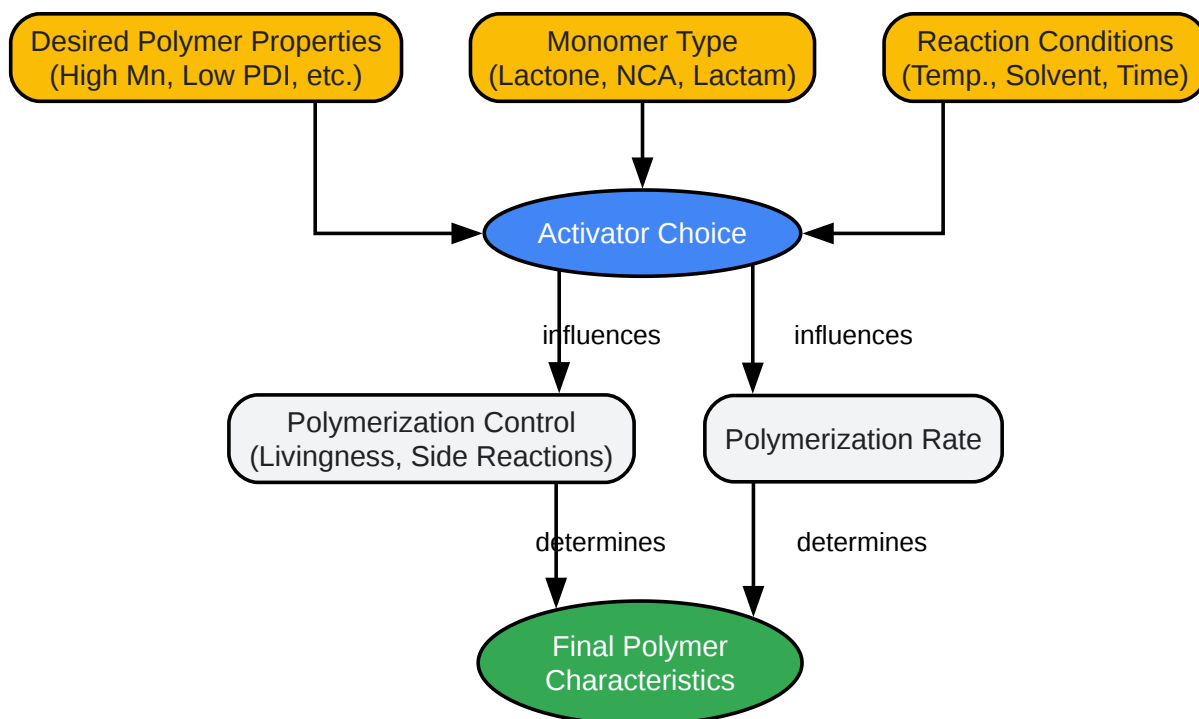 Desired Polymer Properties
(High Mn, Low PDI, etc.)
Monomer Type
(Lactone, NCA, Lactam)
Reaction Conditions
(Temp., Solvent, Time)
Activator Choice
influences
influences
Polymerization Control
(Livingness, Side Reactions)
Polymerization Rate
determines
determines
Final Polymer
Characteristics